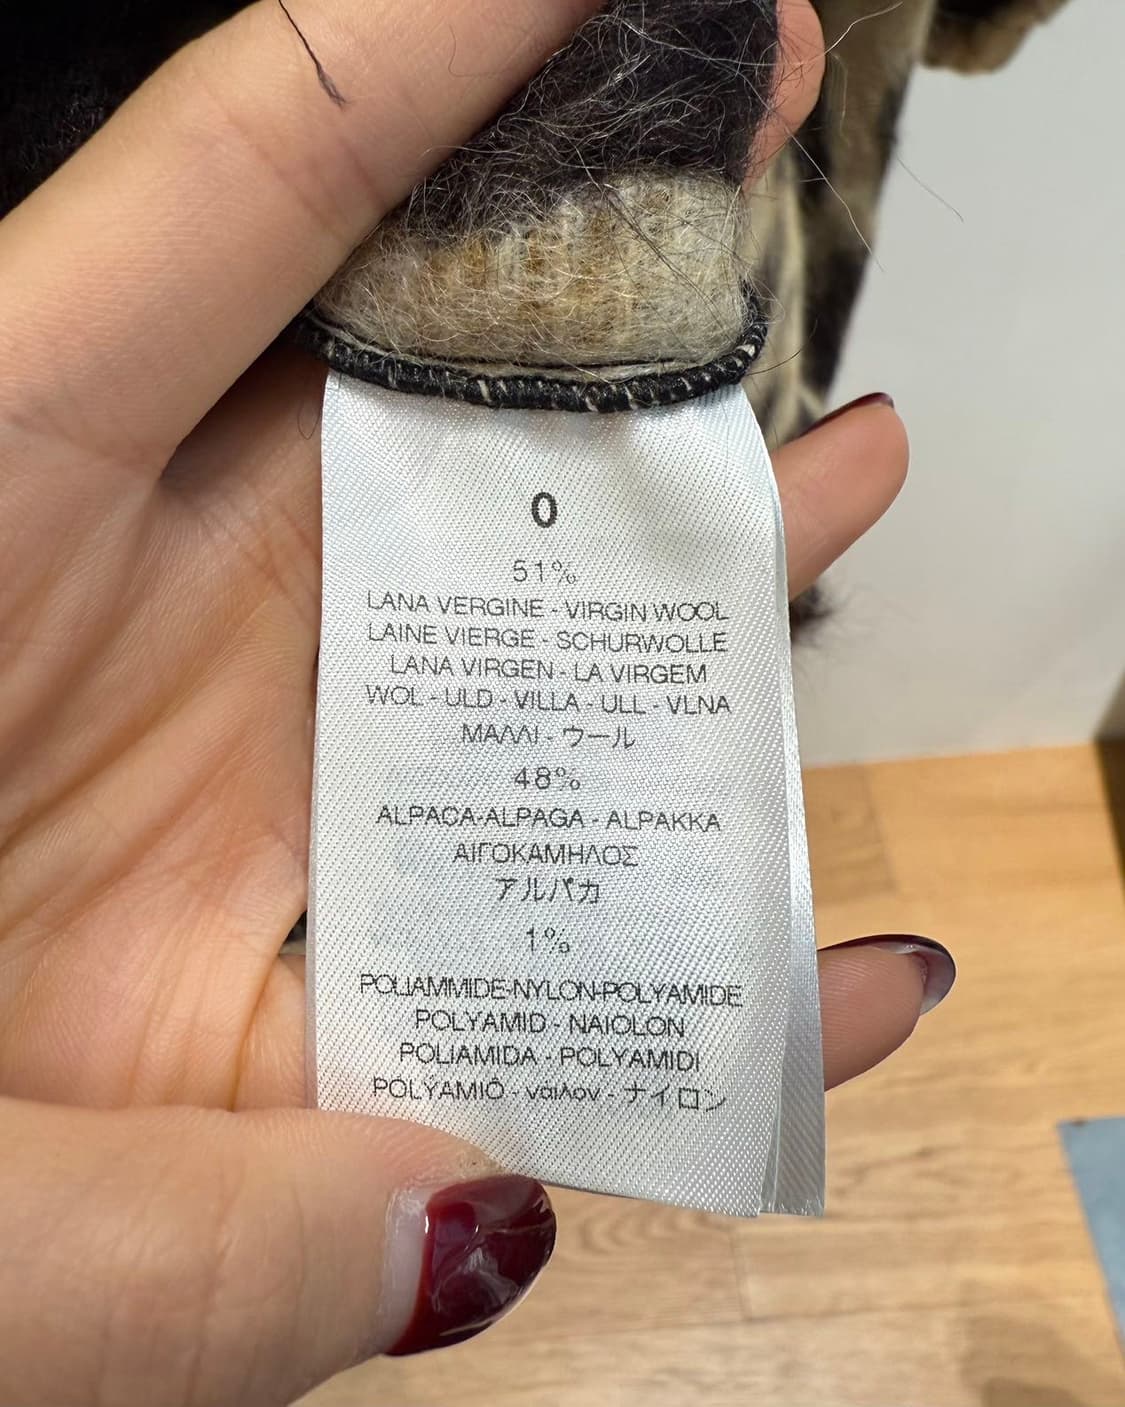 0
51%
LANA VERGINE - VIRGIN WOOL
LAINE VIERGE - SCHURWOLLE
LANA VIRGEN - LA VIRGEM
WOL - ULD - VILLA - ULL - VLNA
ΜΑΛΛΙ - ウール
48%
ALPACA-ALPAGA - ALPAKKA
ΑΙΓΟΚΑΜΗΛΟΣ
アルパカ
1%
POLIAMMIDE-NYLON-POLYAMIDE
POLYAMID - NAIOLON
POLIAMIDA - POLYAMIDI
POLYAMIÖ - ναιλον - ナイロン